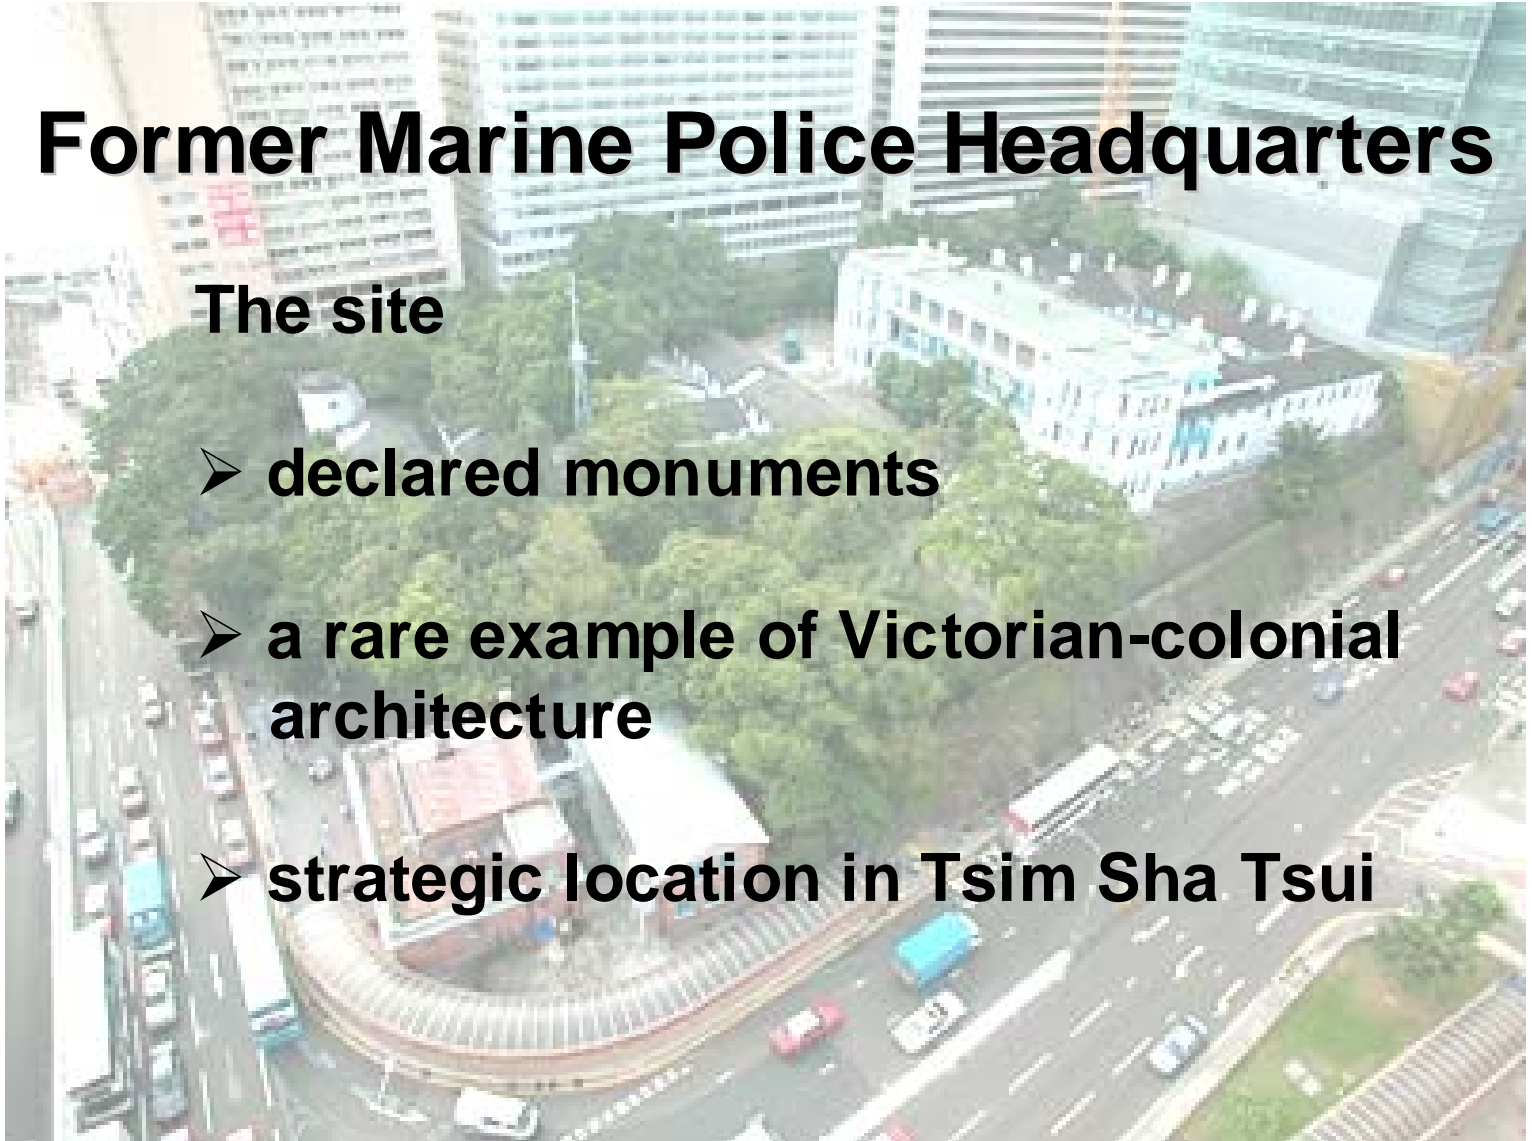 Former Marine Police Headquarters
The site
➢ declared monuments
➢ a rare example of Victorian-colonial
architecture
➢ strategic location in Tsim Sha Tsui